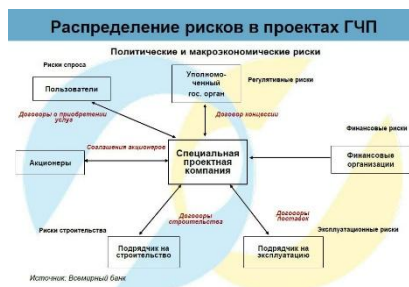 Распределение рисков в проектах ГЧП
Политические и макроэкономические риски
Риски спроса
Пользователи
Уполномо-
ченный
гос. орган
Регулятивные риски
Договоры о приобретении
услуг
Договор концессии
Соглашения акционеров
Финансовые риски
Акционеры
Специальная
проектная
компания
Финансовые
организации
Договоры
строительства
Договоры
поставок
Риски строительства
Эксплуатационные риски
Подрядчик на
строительство
Подрядчик на
эксплуатацию
Источник: Всемирный банк